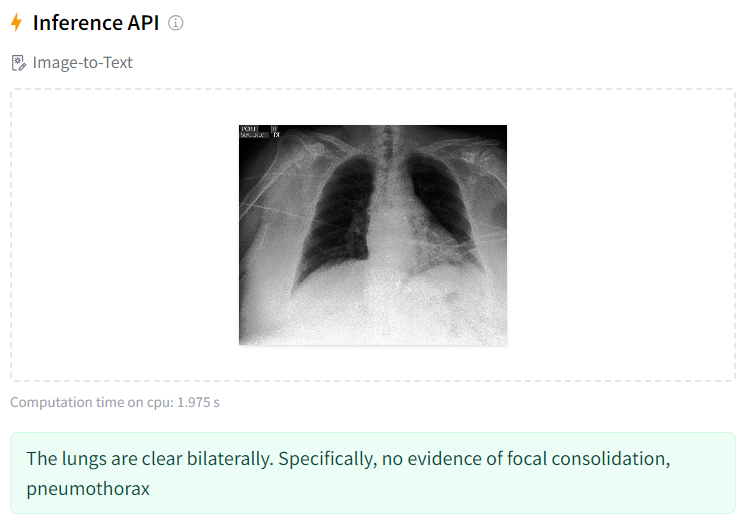 Inference API
Image-to-Text
PORT
Computation time on cpu: 1.975 s
The lungs are clear bilaterally. Specifically, no evidence of focal consolidation,
pneumothorax